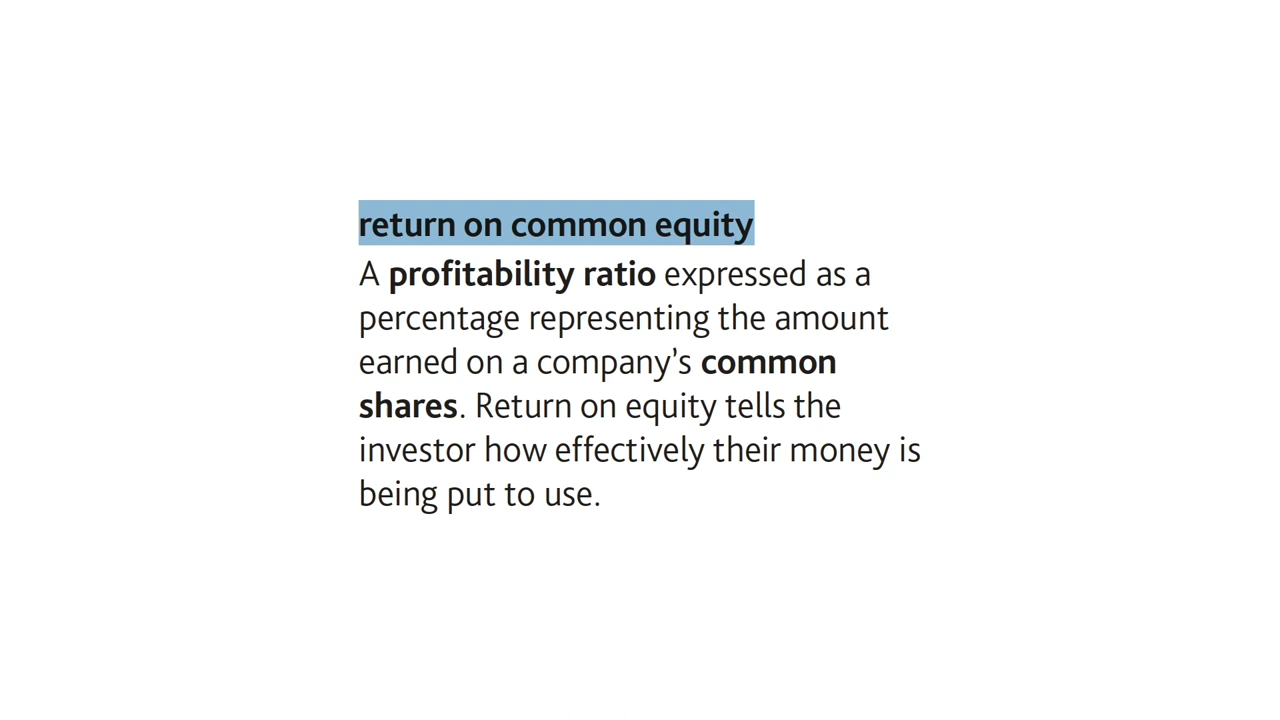 return on common equity
A profitability ratio expressed as a
percentage representing the amount
earned on a company’s common
shares. Return on equity tells the
investor how effectively their money is
being put to use.